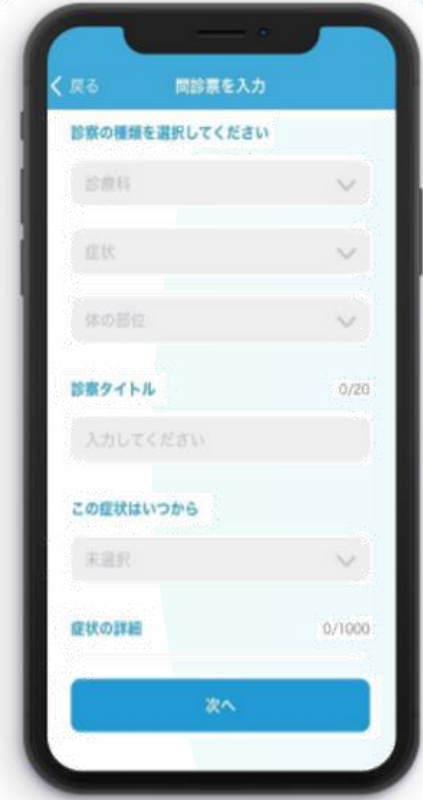 戻る 問診票を入力
診察の種類を選択してください
診療科
症状
体の部位
診察タイトル 0/20
入力してください
この症状はいつから
未選択
症状の詳細 0/1000
次へ